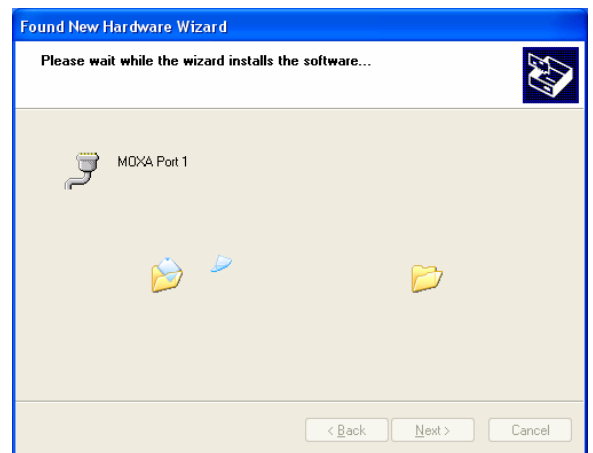 Found New Hardware Wizard
Please wait while the wizard installs the software...
MOXA Port 1
< Back
Next >
Cancel